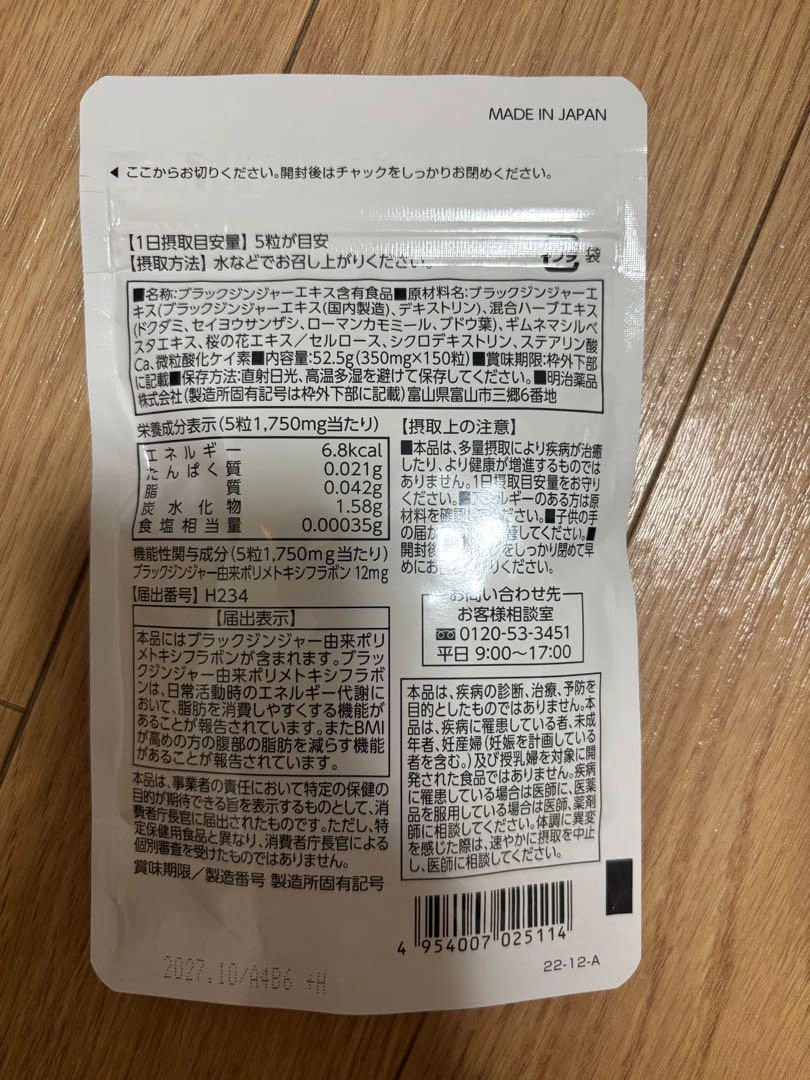 MADE IN JAPAN
◀ ここからお切りください。開封後はチャックをしっかりお閉めください。
【1日摂取目安量】5粒が目安
【摂取方法】水などでお召し上がりください。
プラ 袋
■名称:ブラックジンジャーエキス含有食品■原材料名:ブラックジンジャーエ
キス(ブラックジンジャーエキス(国内製造)、デキストリン)、混合ハーブエキス
(ドクダミ、セイヨウサンザシ、ローマンカモミール、ブドウ葉)、ギムネマシルベ
スタエキス、桜の花エキス/セルロース、シクロデキストリン、ステアリン酸
Ca、微粒酸化ケイ素■内容量:52.5g(350mg×150粒)■賞味期限:枠外下部
に記載■保存方法:直射日光、高温多湿を避けて保存してください。■明治薬品
株式会社(製造所固有記号は枠外下部に記載)富山県富山市三郷6番地
栄養成分表示(5粒1,750mg当たり)
エネルギー 6.8kcal
たんぱく質 0.021g
脂質 0.042g
炭水化物 1.58g
食塩相当量 0.00035g
機能性関与成分(5粒1,750mg当たり)
ブラックジンジャー由来ポリメトキシフラボン 12mg
【届出番号】H234
【届出表示】
本品にはブラックジンジャー由来ポリ
メトキシフラボンが含まれます。ブラッ
クジンジャー由来ポリメトキシフラボ
ンは、日常活動時のエネルギー代謝に
おいて、脂肪を消費しやすくする機能が
あることが報告されています。またBMI
が高めの方の腹部の脂肪を減らす機能
があることが報告されています。
本品は、事業者の責任において特定の保健の
目的が期待できる旨を表示するものとして、消
費者庁長官に届出されたものです。ただし、特
定保健用食品と異なり、消費者庁長官による
個別審査を受けたものではありません。
賞味期限/製造番号 製造所固有記号
2027.10/A4B6 +H
【摂取上の注意】
■本品は、多量摂取により疾病が治癒
したり、より健康が増進するものでは
ありません。1日摂取目安量をお守り
ください。■ルギーのある方は原
材料を確認ださい。■子供の手
の届かしてください。■
開封後をしっかり閉めて早
めにおりください。
お問い合わせ先
お客様相談室
0120-53-3451
平日 9:00〜17:00
本品は、疾病の診断、治療、予防を
目的としたものではありません。本
品は、疾病に罹患している者、未成
年者、妊産婦(妊娠を計画している
者を含む。)及び授乳婦を対象に開
発された食品ではありません。疾病
に罹患している場合は医師に、医薬
品を服用している場合は医師、薬剤
師に相談してください。体調に異変
を感じた際は、速やかに摂取を中止
し、医師に相談してください。
4 954007 025114
22-12-A